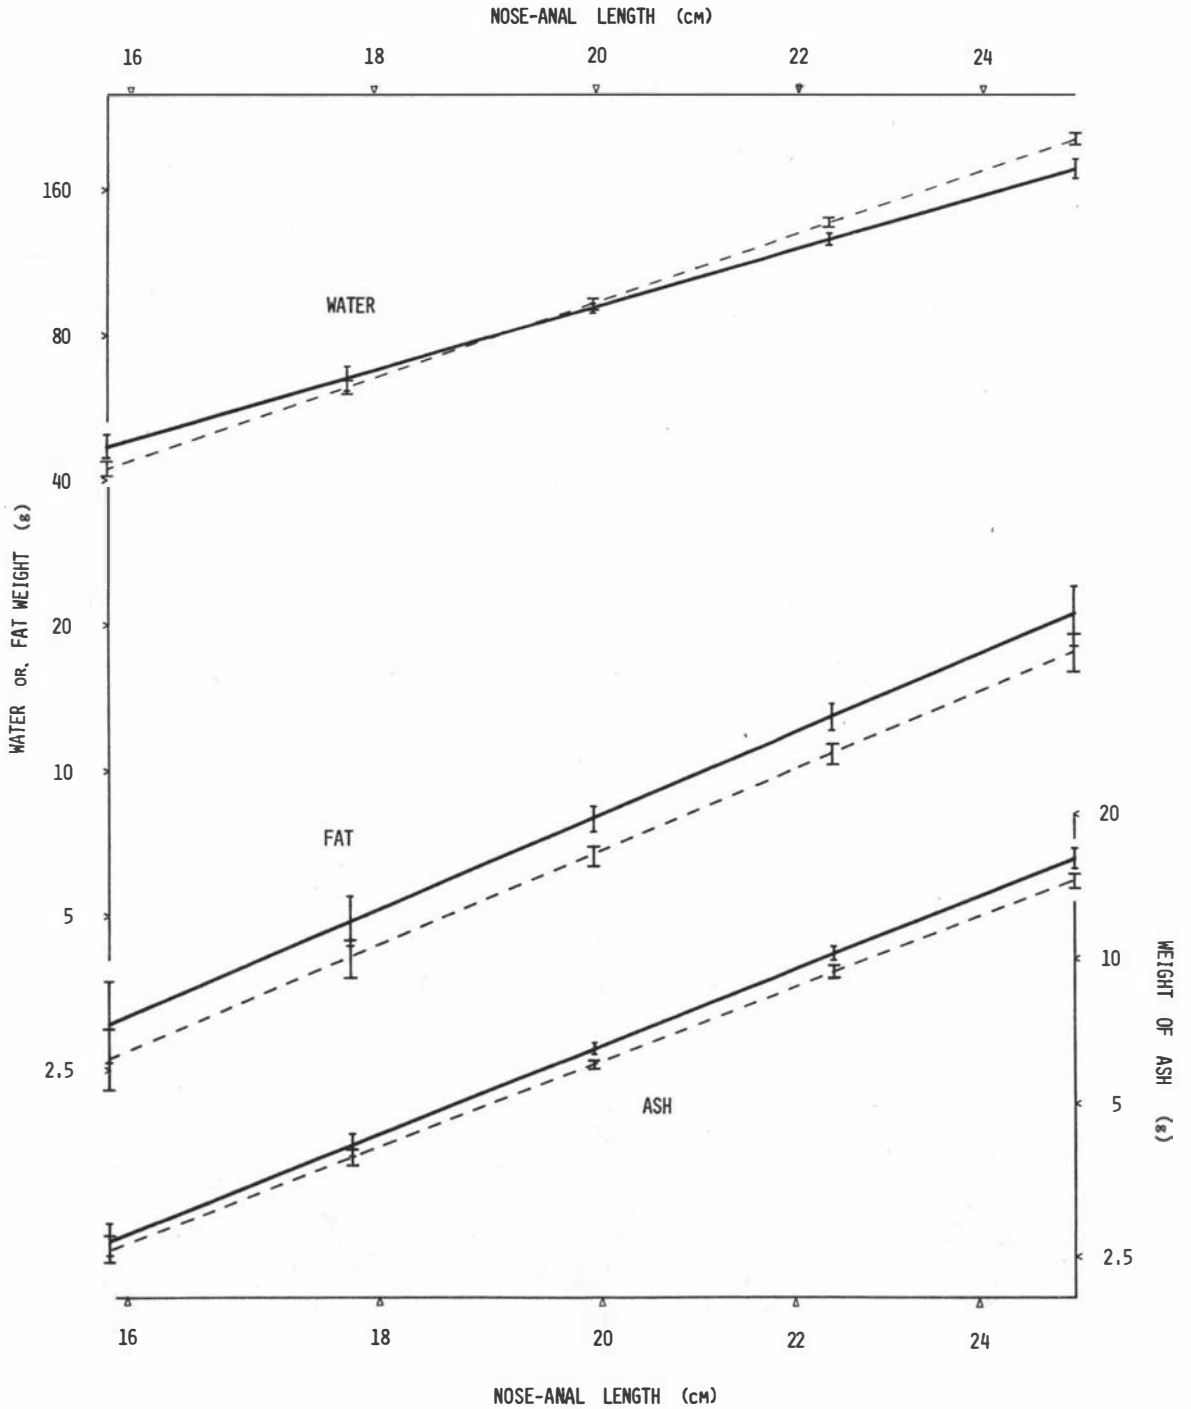 NOSE-ANAL LENGTH (CM)
16 18 20 22 24
160
WATER
80
40
WATER OR. FAT WEIGHT (g)
20
10
20
FAT
5
10
WEIGHT OF ASH (g)
2.5
ASH
5
2.5
16 18 20 22 24
NOSE-ANAL LENGTH (CM)